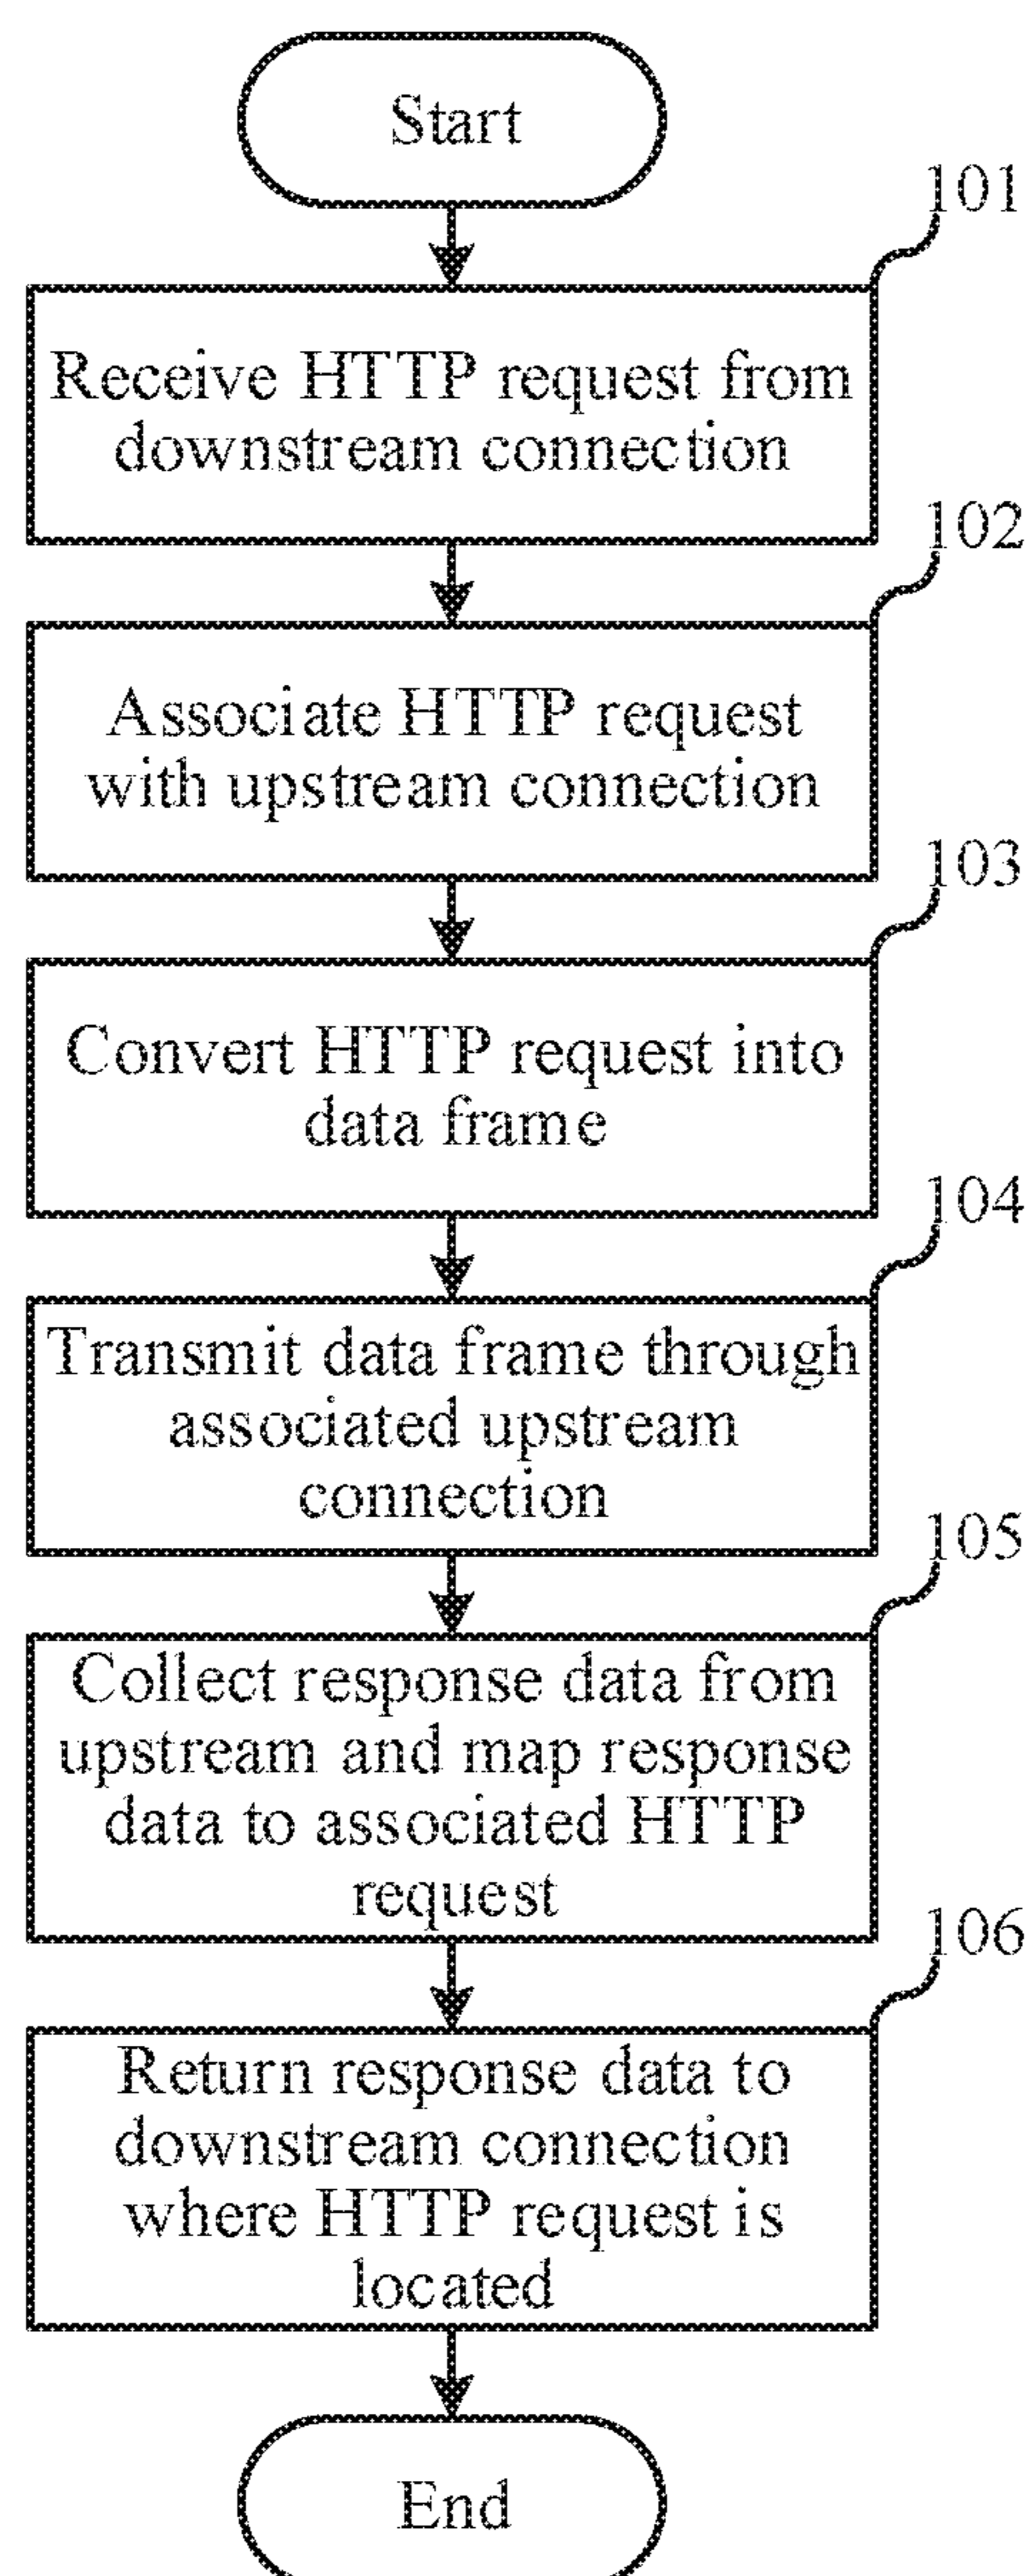 Start
101
Receive HTTP request from
downstream connection
102
Associate HTTP request
with upstream connection
103
Convert HTTP request into
data frame
104
Transmit data frame through
associated upstream
connection
105
Collect response data from
upstream and map response
data to associated HTTP
request
106
Return response data to
downstream connection
where HTTP request is
located
End